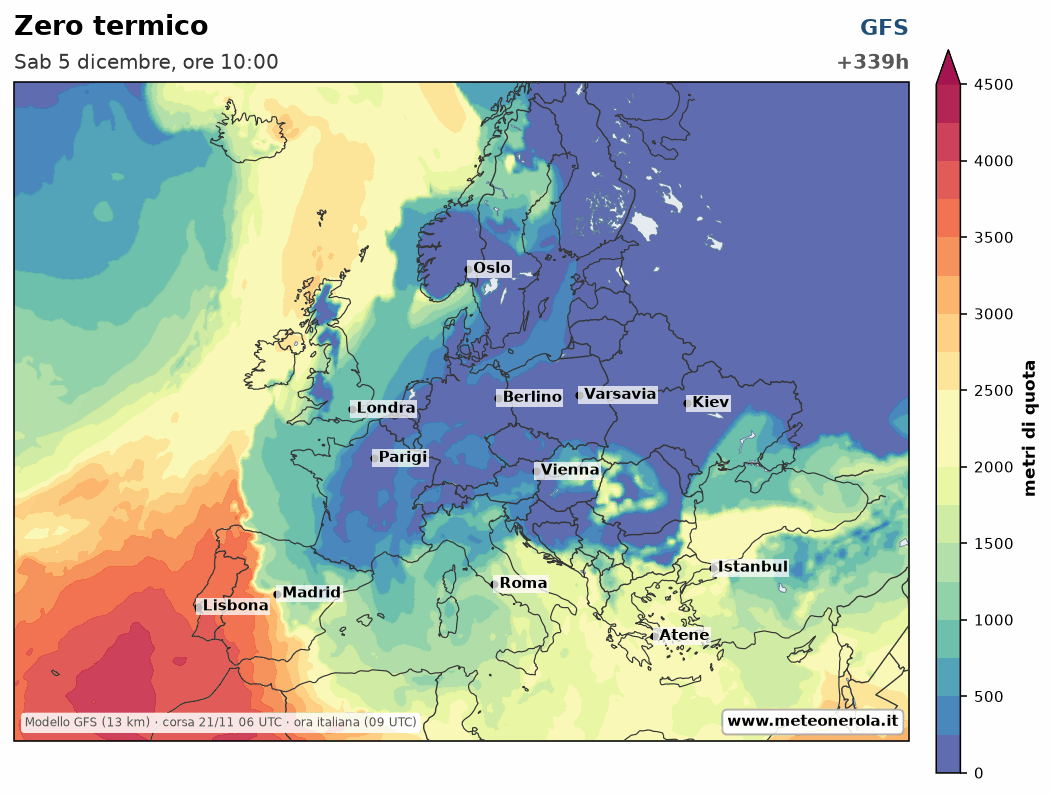 Zero termico
GFS
Sab 5 dicembre, ore 10:00
+339h
4500
4000
3500
3000
2500
2000
1500
1000
500
0
metri di quota
Oslo
Londra
Berlino
Varsavia
Kiev
Parigi
Vienna
Madrid
Lisbona
Roma
Istanbul
Atene
Modello GFS (13 km) · corsa 21/11 06 UTC · ora italiana (09 UTC)
www.meteonerola.it